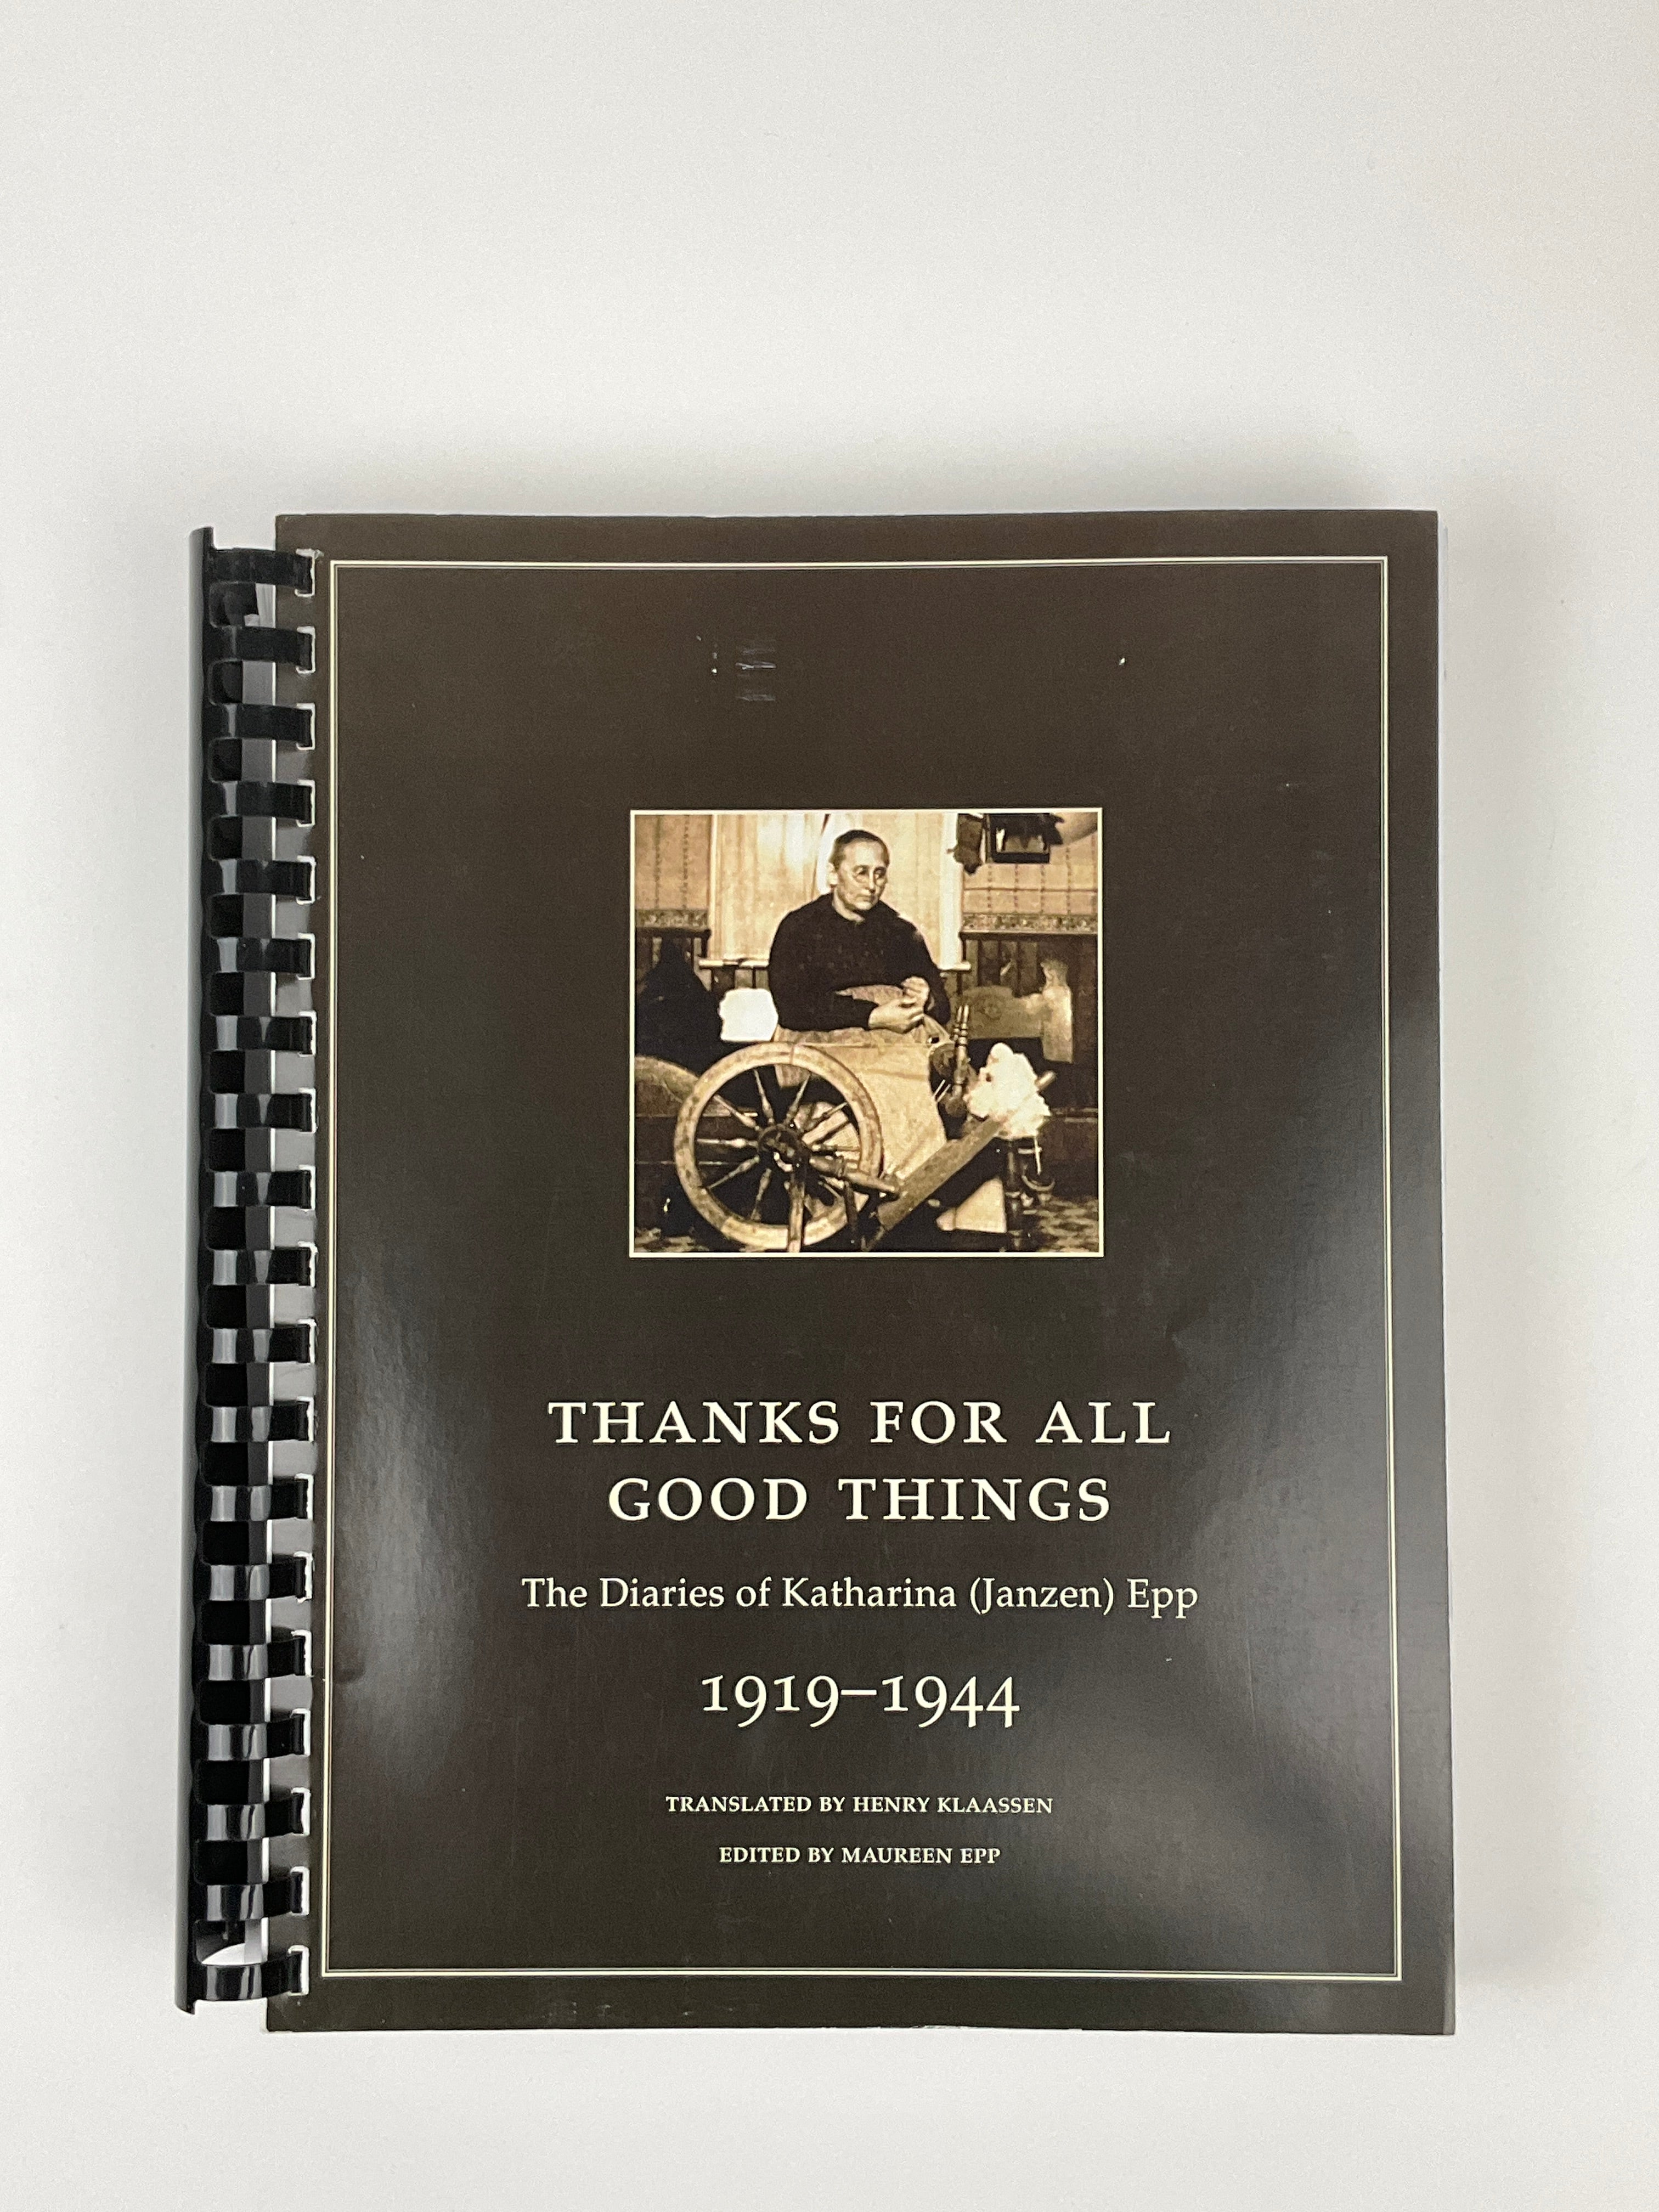 THANKS FOR ALL
GOOD THINGS
The Diaries of Katharina (Janzen) Epp
1919–1944
TRANSLATED BY HENRY KLAASSEN
EDITED BY MAUREEN EPP